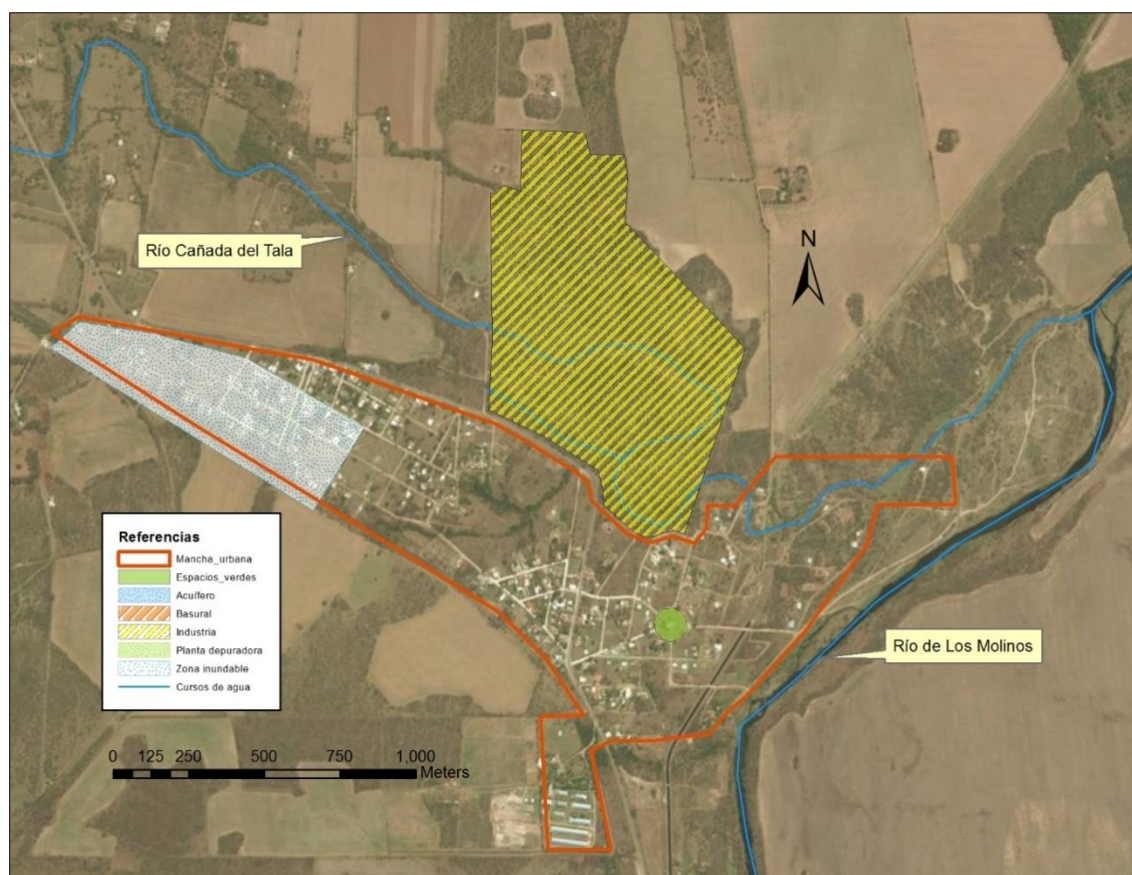 Río Cañada del Tala
N
Río de Los Molinos
Referencias
Mancha_urbana
Espacios_verdes
Acuífero
Basural
Industria
Planta depuradora
Zona inundable
Cursos de agua
0 125 250 500 750 1,000
Meters